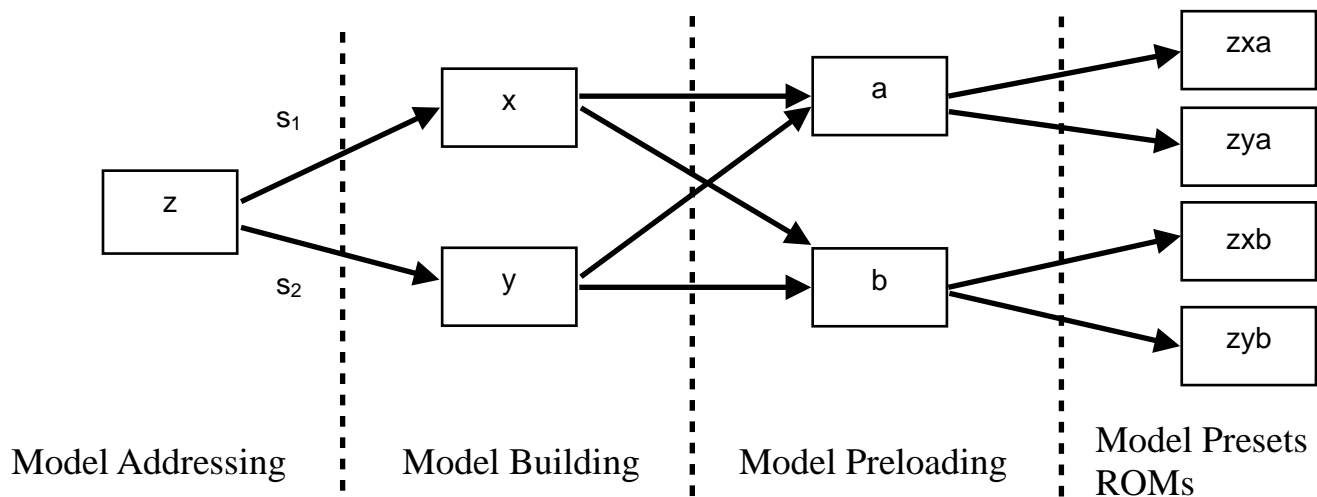 zxa
x
a
s₁
zya
z
zxb
y
b
s₂
zyb
Model Addressing
Model Building
Model Preloading
Model Presets
ROMs